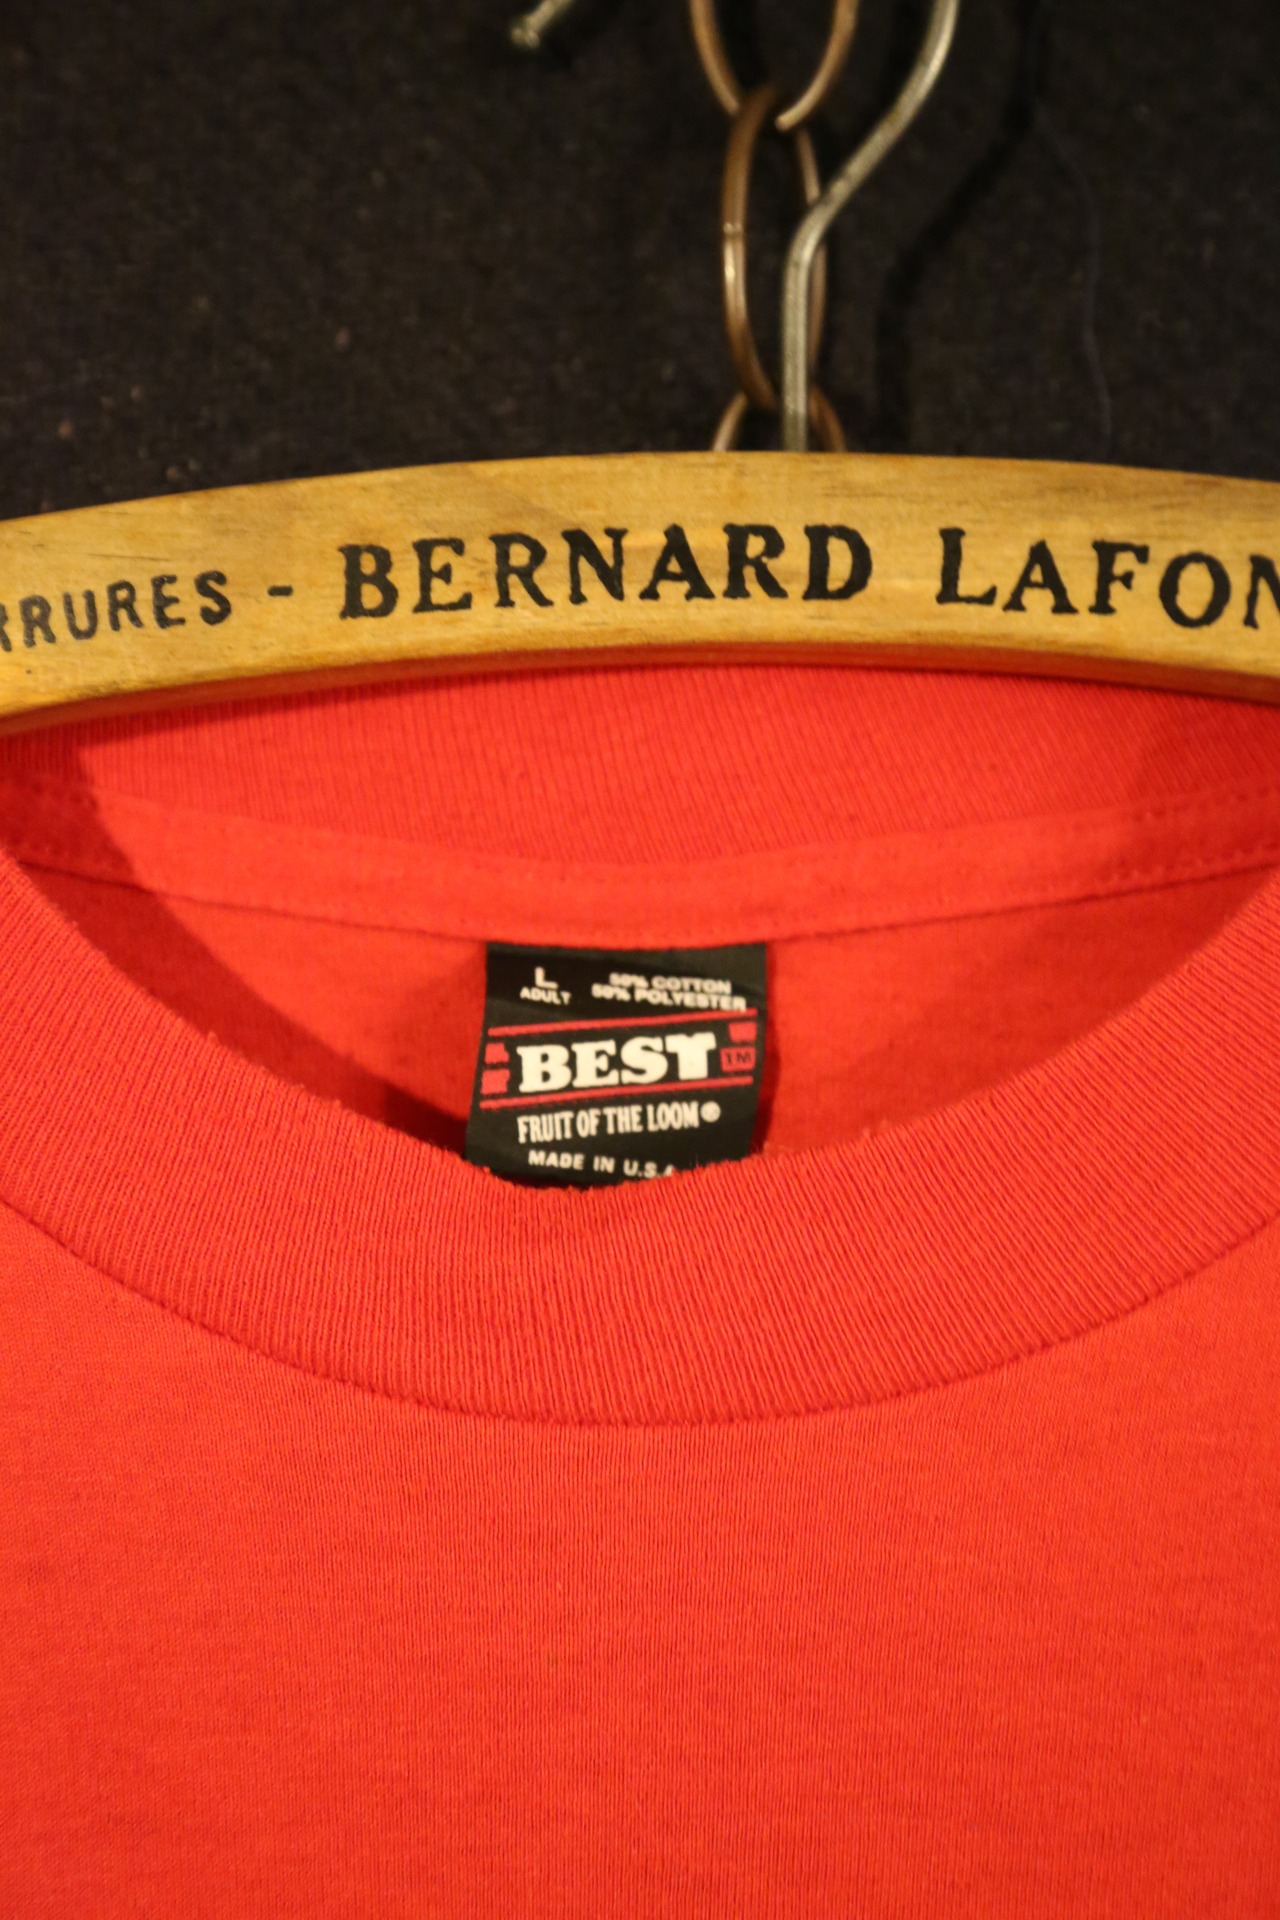 RRURES - BERNARD LAFON
L 50% COTTON
ADULT 50% POLYESTER
BEST TM
FRUIT OF THE LOOM®
MADE IN U.S.A